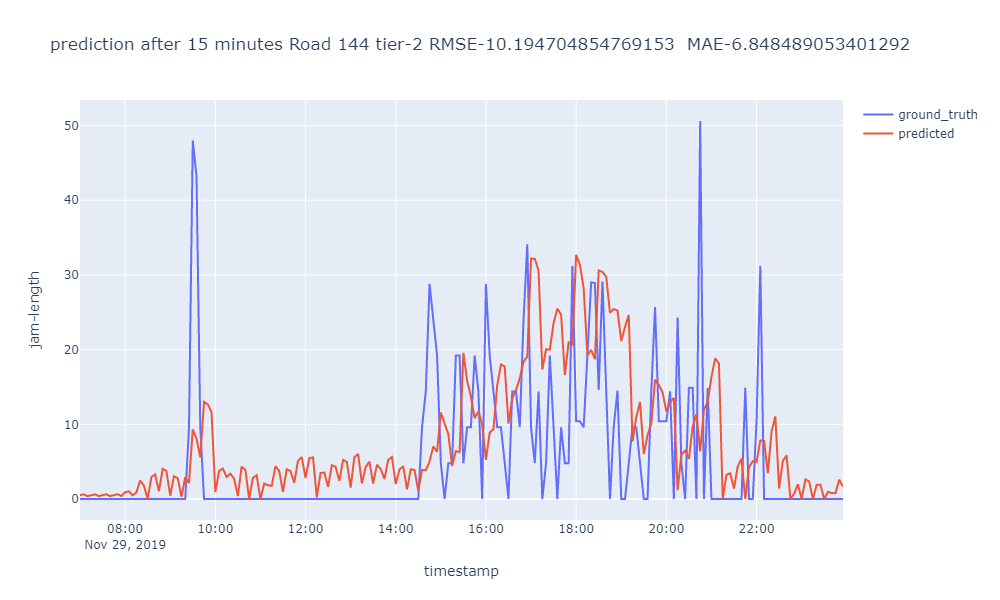 prediction after 15 minutes Road 144 tier-2 RMSE-10.194704854769153  MAE-6.848489053401292
ground_truth
predicted
50
40
30
20
10
0
jam-length
08:00 10:00 12:00 14:00 16:00 18:00 20:00 22:00
Nov 29, 2019
timestamp